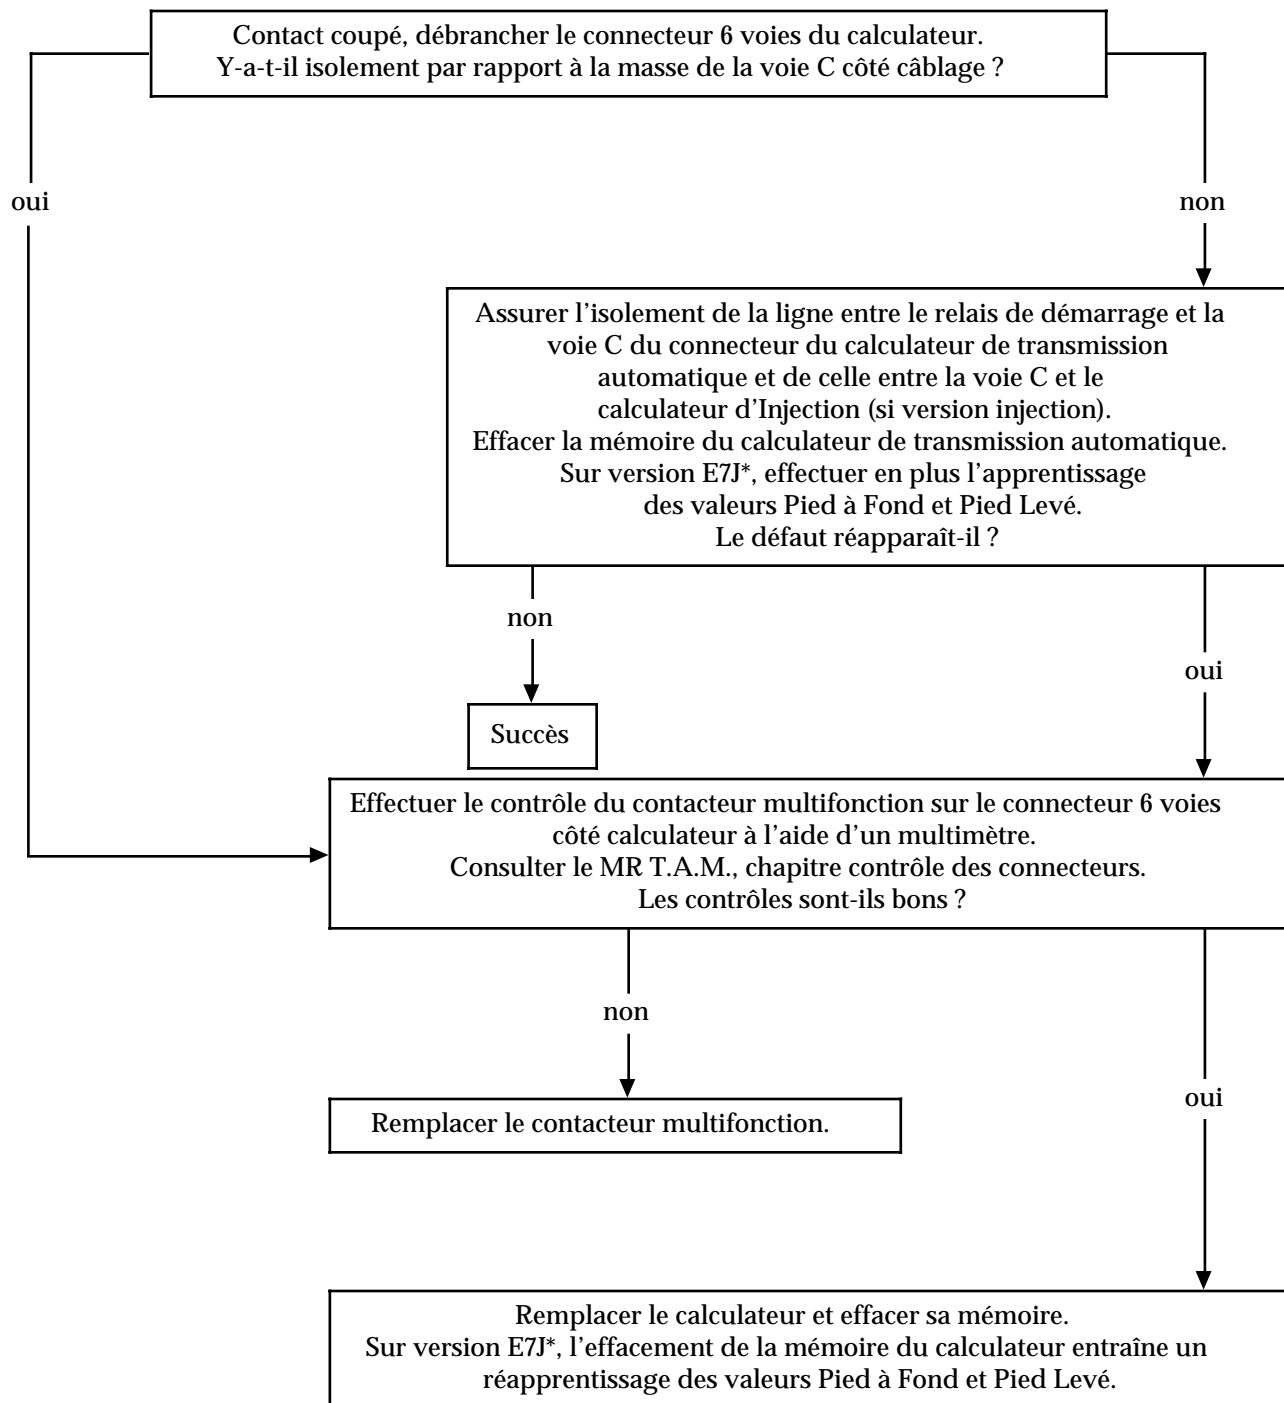 Contact coupé, débrancher le connecteur 6 voies du calculateur.
Y-a-t-il isolement par rapport à la masse de la voie C côté câblage ?
oui
non
Assurer l’isolement de la ligne entre le relais de démarrage et la
voie C du connecteur du calculateur de transmission
automatique et de celle entre la voie C et le
calculateur d’Injection (si version injection).
Effacer la mémoire du calculateur de transmission automatique.
Sur version E7J*, effectuer en plus l’apprentissage
des valeurs Pied à Fond et Pied Levé.
Le défaut réapparaît-il ?
non
oui
Succès
Effectuer le contrôle du contacteur multifonction sur le connecteur 6 voies
côté calculateur à l’aide d’un multimètre.
Consulter le MR T.A.M., chapitre contrôle des connecteurs.
Les contrôles sont-ils bons ?
non
oui
Remplacer le contacteur multifonction.
Remplacer le calculateur et effacer sa mémoire.
Sur version E7J*, l’effacement de la mémoire du calculateur entraîne un
réapprentissage des valeurs Pied à Fond et Pied Levé.